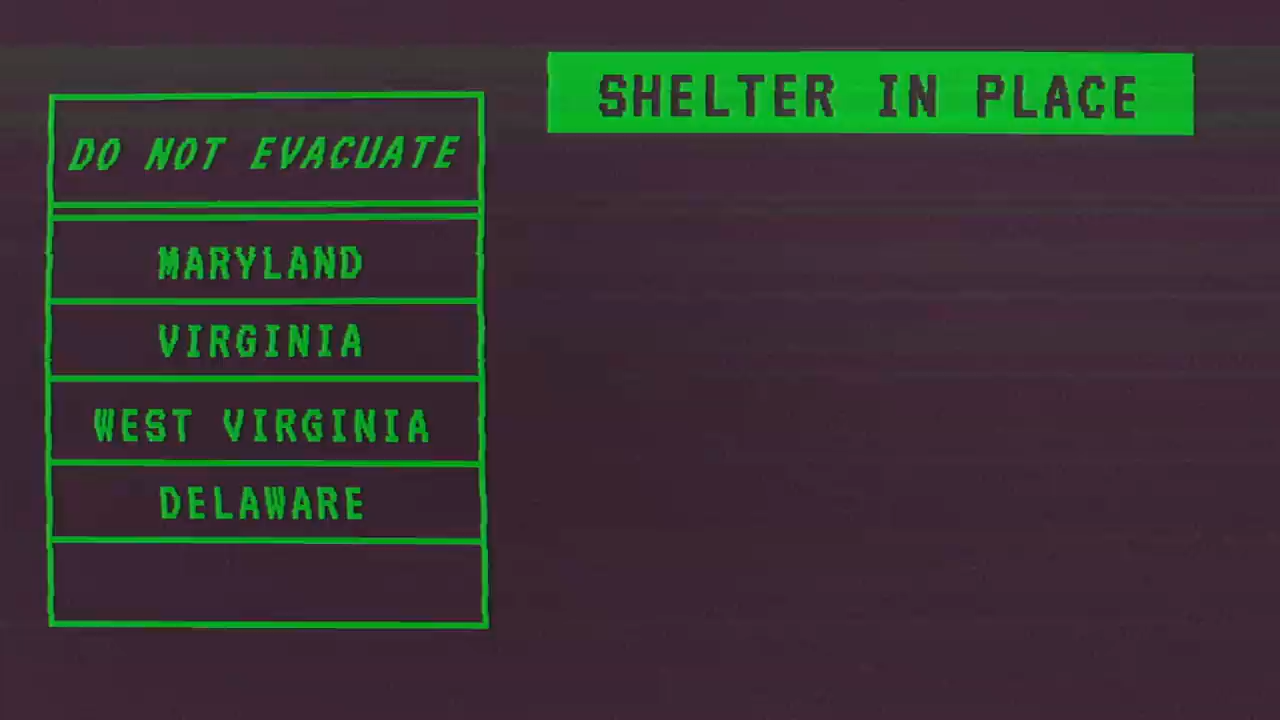 SHELTER IN PLACE
DO NOT EVACUATE
MARYLAND
VIRGINIA
WEST VIRGINIA
DELAWARE